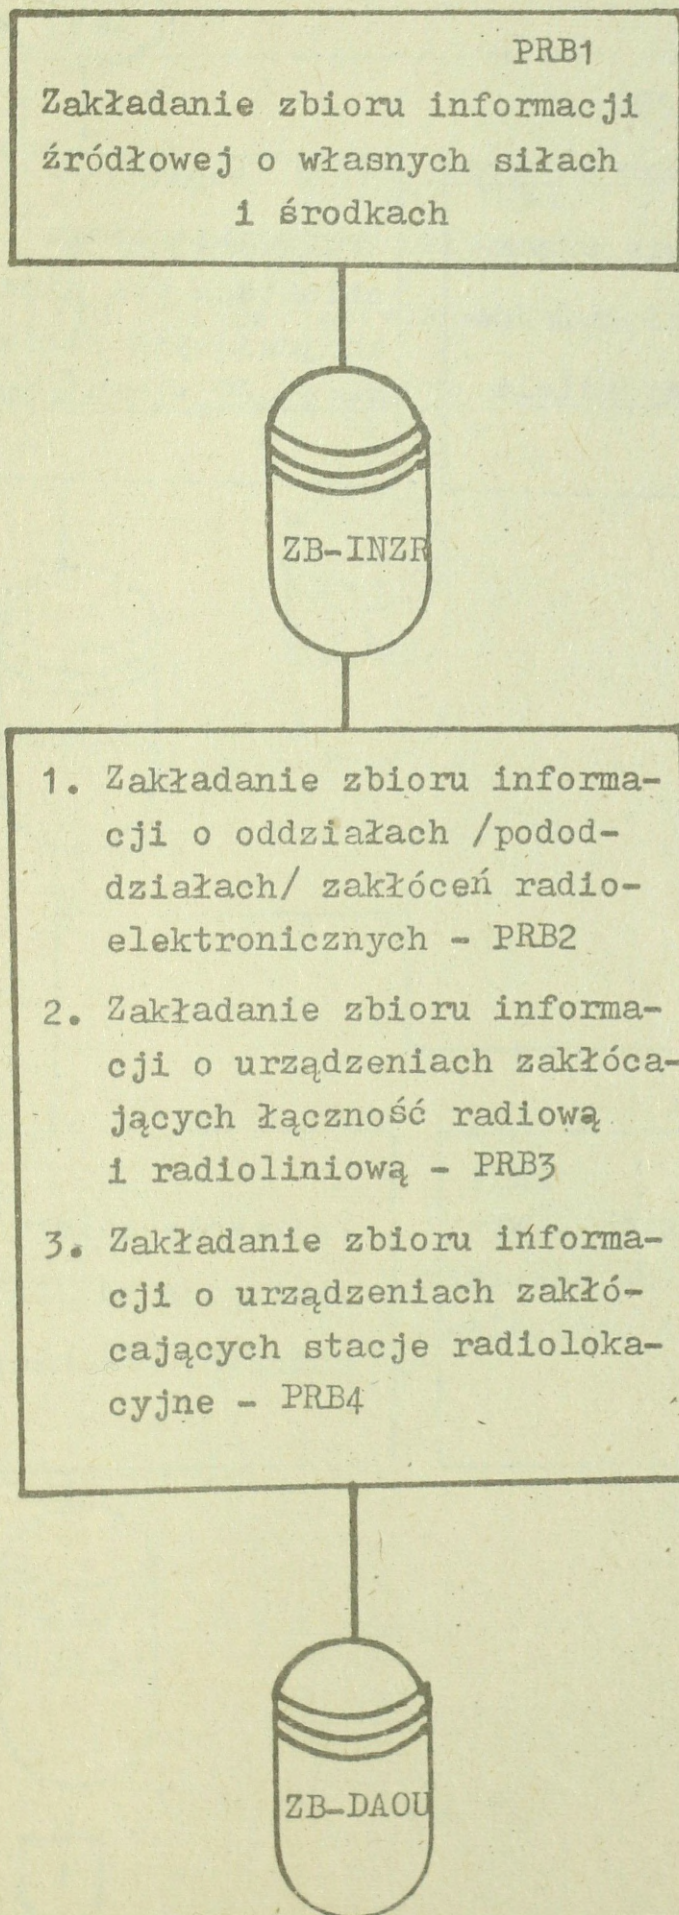 PRB1
Zakładanie zbioru informacji
źródłowej o własnych siłach
i środkach
ZB-INZR
1. Zakładanie zbioru informa-
cji o oddziałach /podod-
działach/ zakłóceń radio-
elektronicznych - PRB2
2. Zakładanie zbioru informa-
cji o urządzeniach zakłóca-
jących łączność radiową
i radioliniową - PRB3
3. Zakładanie zbioru informa-
cji o urządzeniach zakłó-
cających stacje radioloka-
cyjne - PRB4
ZB-DAOU